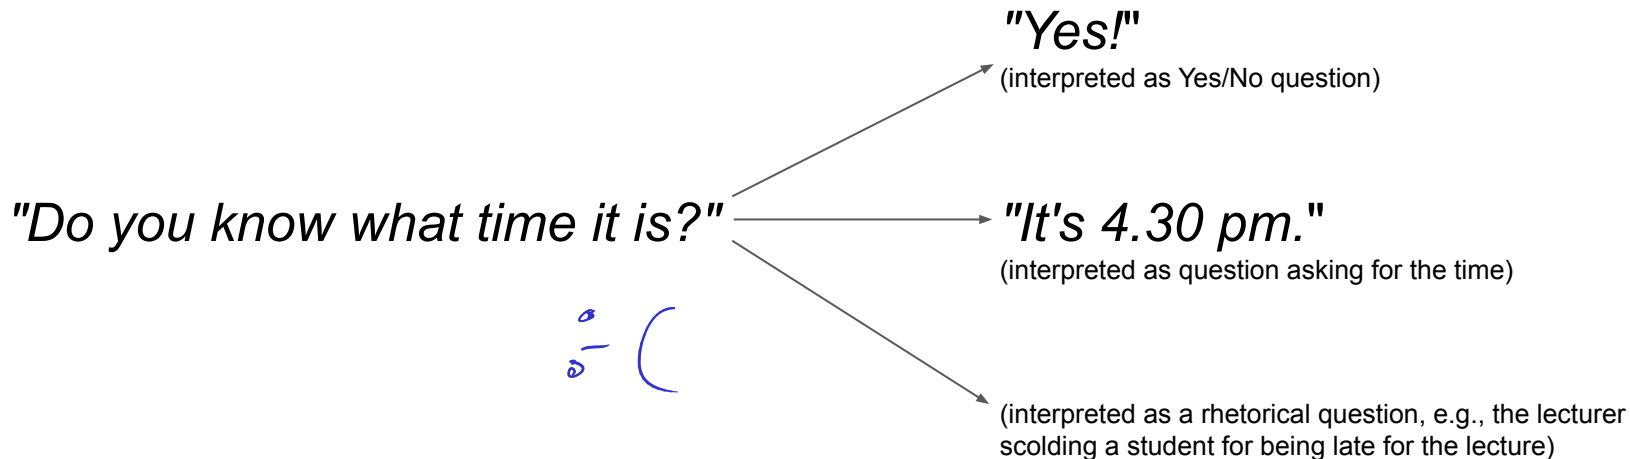 "Yes!"
(interpreted as Yes/No question)
"Do you know what time it is?"
"It's 4.30 pm."
(interpreted as question asking for the time)
:-(
(interpreted as a rhetorical question, e.g., the lecturer
scolding a student for being late for the lecture)